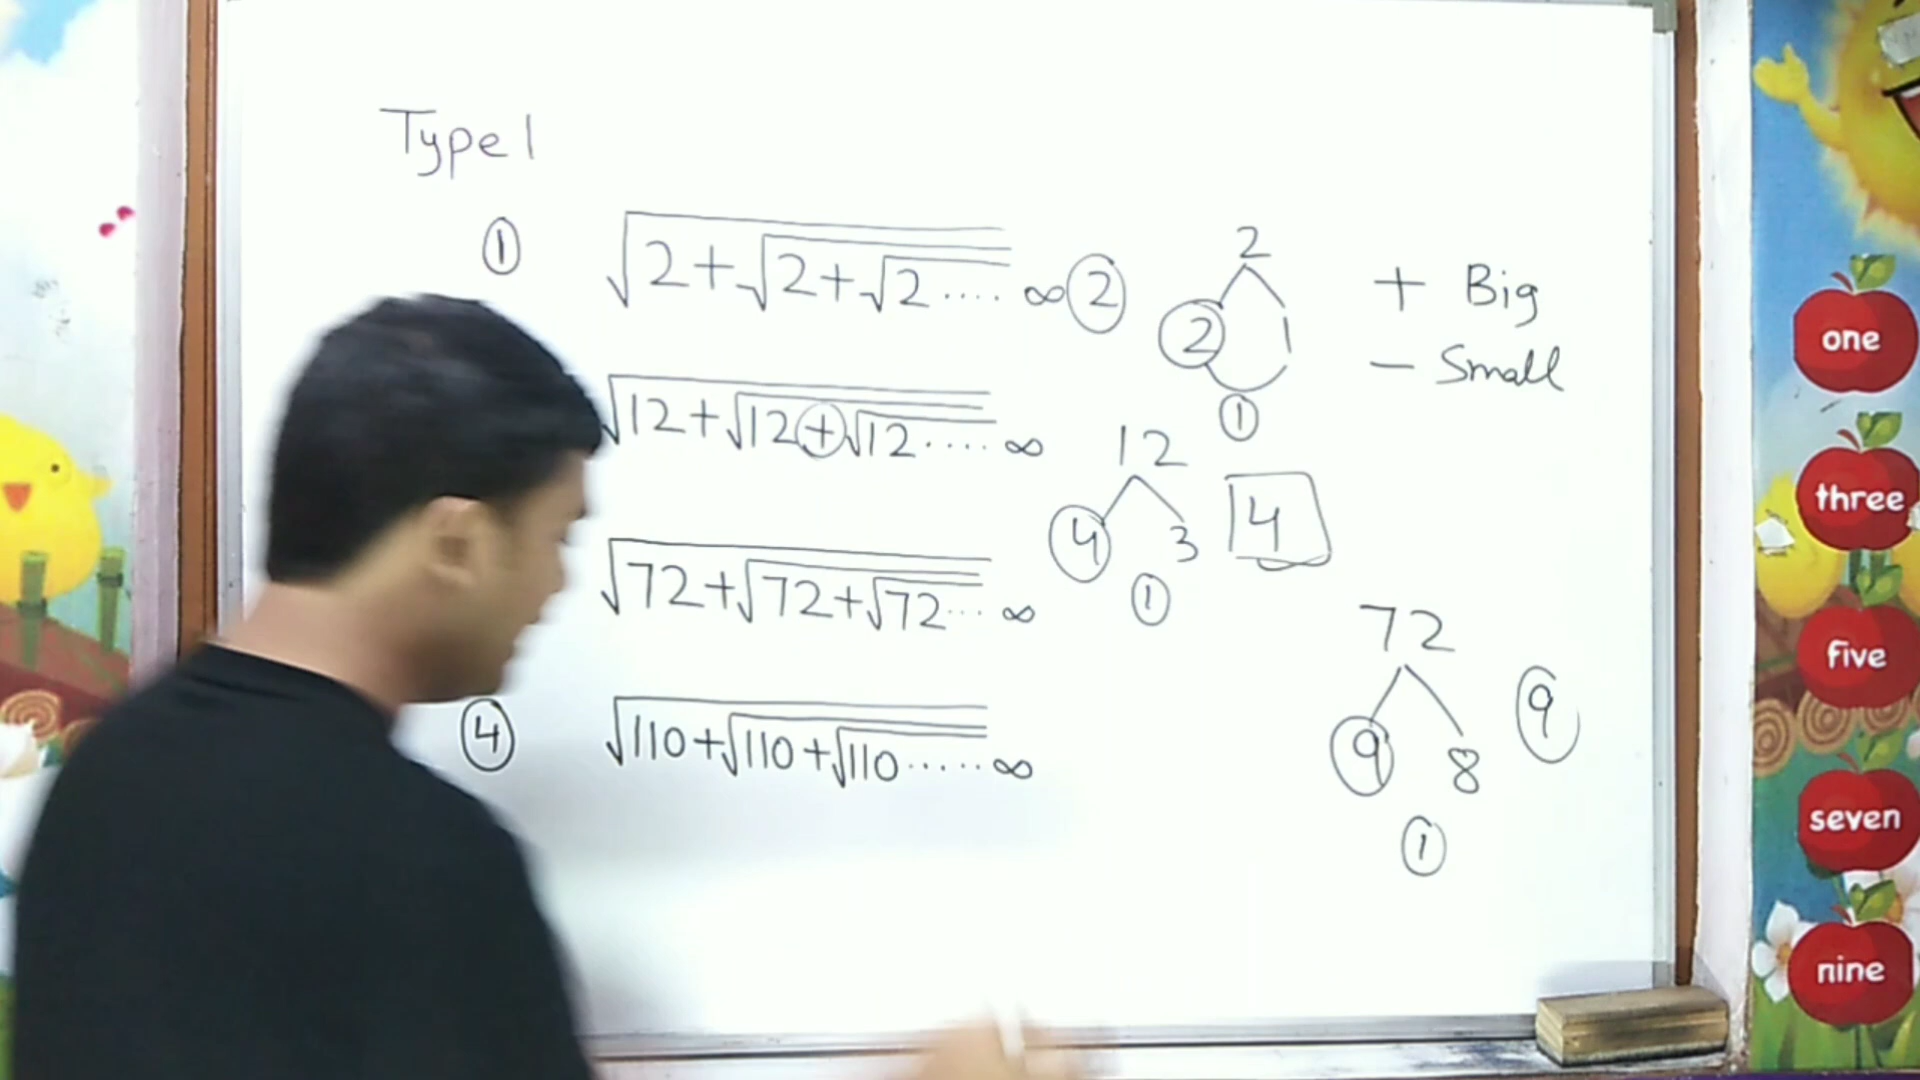 Type 1
① √2+√2+√2.... ∞ ②
2
② 1
①
+ Big
- Small
√12+√12+√12..... ∞
12
④ 3
①
4
√72+√72+√72... ∞
72
⑨ 8
①
⑨
④ √110+√110+√110...... ∞
one
three
five
seven
nine